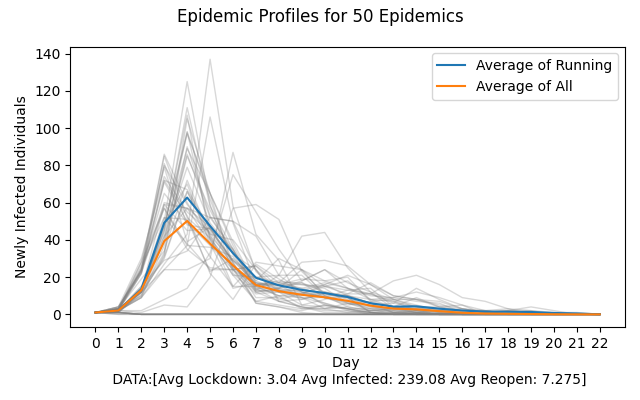 Epidemic Profiles for 50 Epidemics
Average of Running
Average of All
140
120
100
80
60
40
20
0
Newly Infected Individuals
0 1 2 3 4 5 6 7 8 9 10 11 12 13 14 15 16 17 18 19 20 21 22
Day
DATA:[Avg Lockdown: 3.04 Avg Infected: 239.08 Avg Reopen: 7.275]